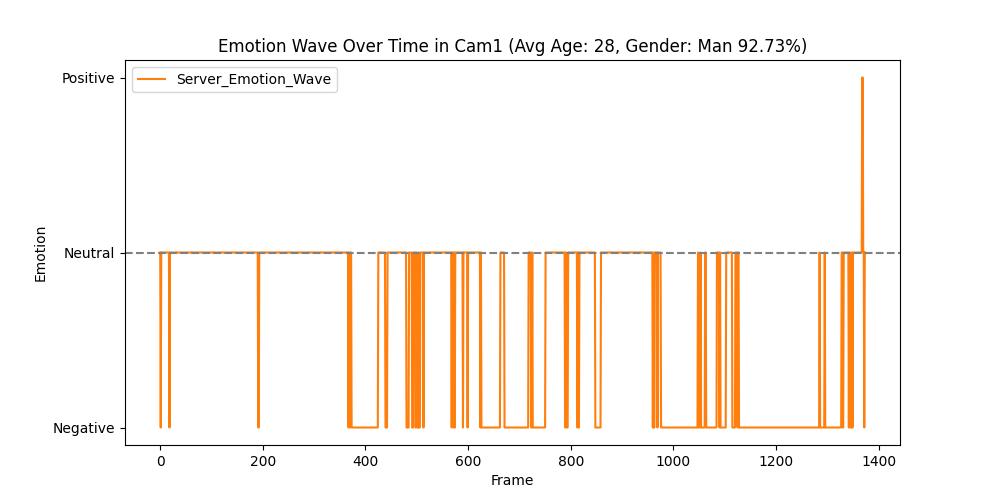 Emotion Wave Over Time in Cam1 (Avg Age: 28, Gender: Man 92.73%)
Server_Emotion_Wave
Positive
Neutral
Negative
Emotion
0 200 400 600 800 1000 1200 1400
Frame